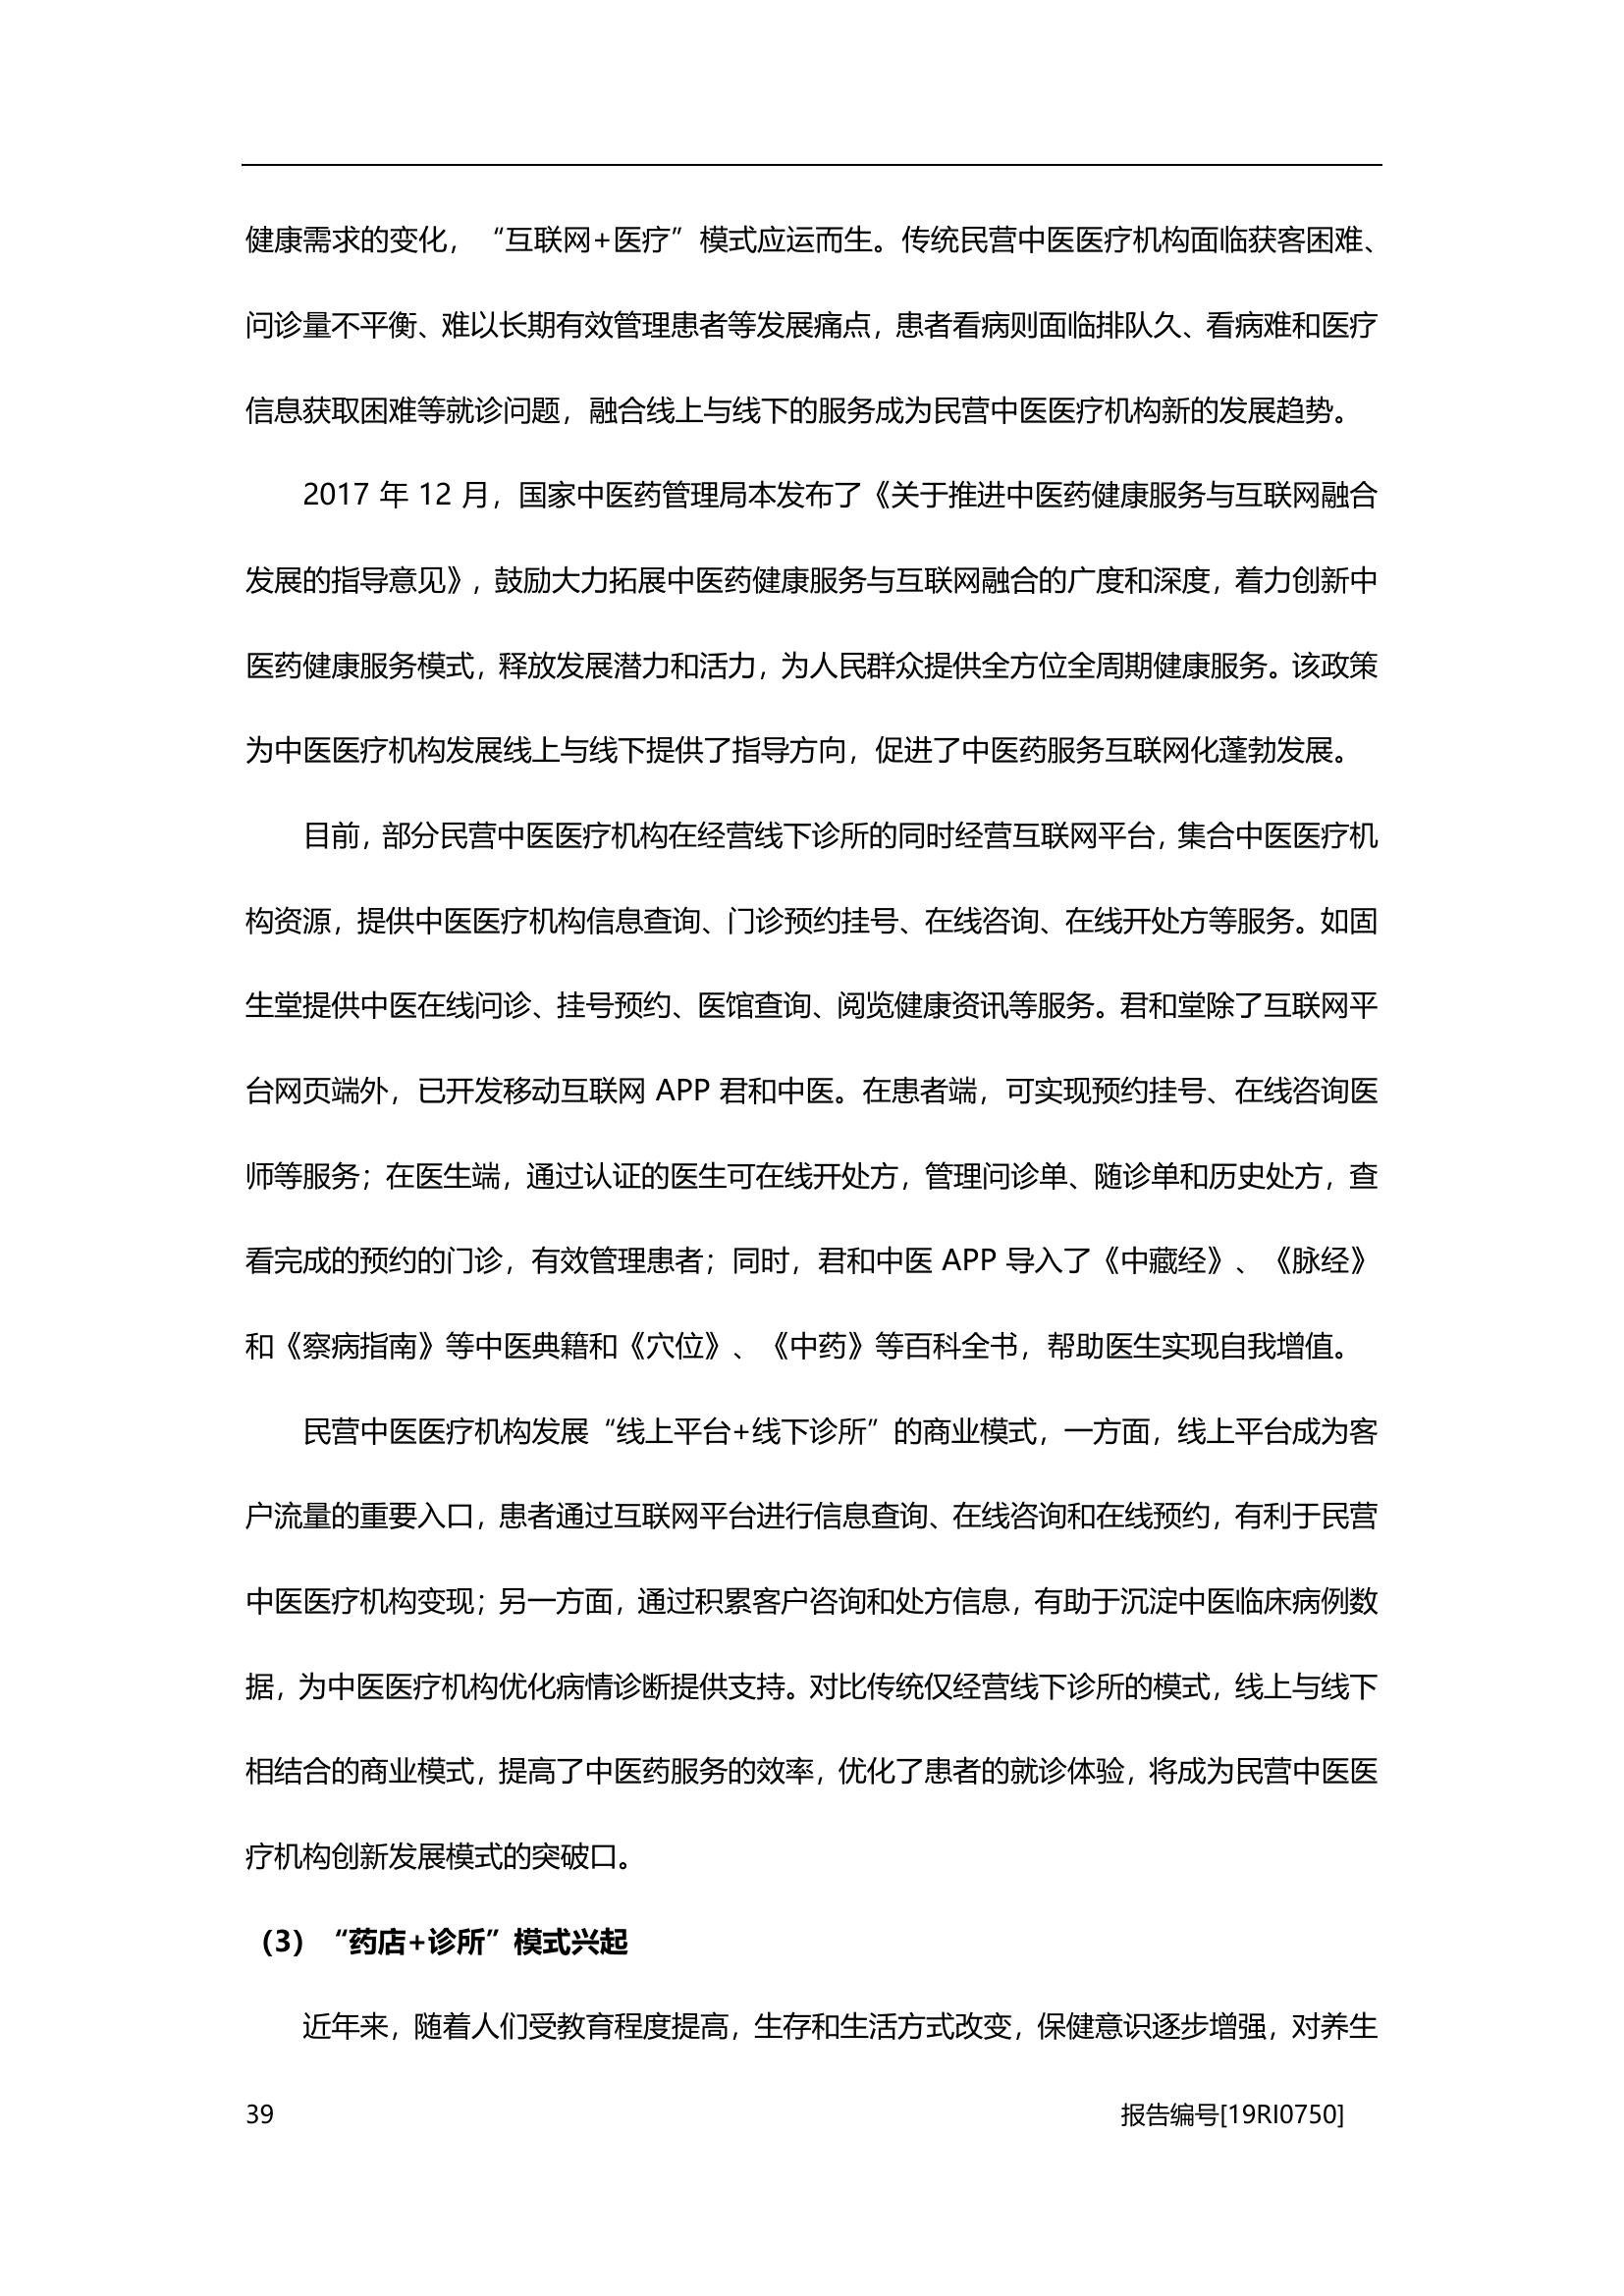 健康需求的变化，“互联网+医疗”模式应运而生。传统民营中医医疗机构面临获客困难、
问诊量不平衡、难以长期有效管理患者等发展痛点，患者看病则面临排队久、看病难和医疗
信息获取困难等就诊问题，融合线上与线下的服务成为民营中医医疗机构新的发展趋势。
2017 年 12 月，国家中医药管理局本发布了《关于推进中医药健康服务与互联网融合
发展的指导意见》，鼓励大力拓展中医药健康服务与互联网融合的广度和深度，着力创新中
医药健康服务模式，释放发展潜力和活力，为人民群众提供全方位全周期健康服务。该政策
为中医医疗机构发展线上与线下提供了指导方向，促进了中医药服务互联网化蓬勃发展。
目前，部分民营中医医疗机构在经营线下诊所的同时经营互联网平台，集合中医医疗机
构资源，提供中医医疗机构信息查询、门诊预约挂号、在线咨询、在线开处方等服务。如固
生堂提供中医在线问诊、挂号预约、医馆查询、阅览健康资讯等服务。君和堂除了互联网平
台网页端外，已开发移动互联网 APP 君和中医。在患者端，可实现预约挂号、在线咨询医
师等服务；在医生端，通过认证的医生可在线开处方，管理问诊单、随诊单和历史处方，查
看完成的预约的门诊，有效管理患者；同时，君和中医 APP 导入了《中藏经》、《脉经》
和《察病指南》等中医典籍和《穴位》、《中药》等百科全书，帮助医生实现自我增值。
民营中医医疗机构发展“线上平台+线下诊所”的商业模式，一方面，线上平台成为客
户流量的重要入口，患者通过互联网平台进行信息查询、在线咨询和在线预约，有利于民营
中医医疗机构变现；另一方面，通过积累客户咨询和处方信息，有助于沉淀中医临床病例数
据，为中医医疗机构优化病情诊断提供支持。对比传统仅经营线下诊所的模式，线上与线下
相结合的商业模式，提高了中医药服务的效率，优化了患者的就诊体验，将成为民营中医医
疗机构创新发展模式的突破口。
（3）“药店+诊所”模式兴起
近年来，随着人们受教育程度提高，生存和生活方式改变，保健意识逐步增强，对养生
39 报告编号[19RI0750]